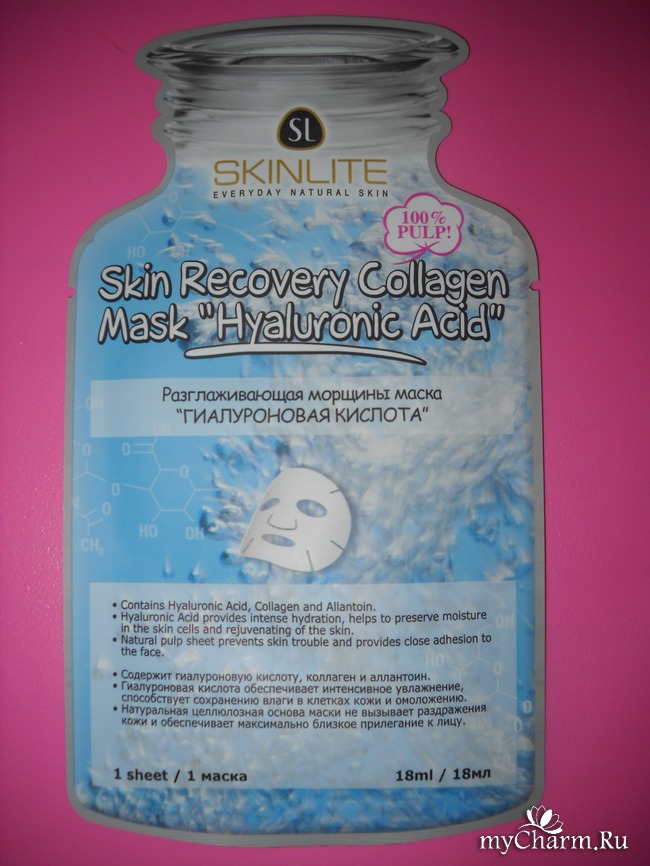 SL
SKINLITE
EVERYDAY NATURAL SKIN
100%
PULP!
Skin Recovery Collagen
Mask "Hyaluronic Acid"
Разглаживающая морщины маска
"ГИАЛУРОНОВАЯ КИСЛОТА"
• Contains Hyaluronic Acid, Collagen and Allantoin.
• Hyaluronic Acid provides intense hydration, helps to preserve moisture
in the skin cells and rejuvenating of the skin.
• Natural pulp sheet prevents skin trouble and provides close adhesion to
the face.
• Содержит гиалуроновую кислоту, коллаген и аллантоин.
• Гиалуроновая кислота обеспечивает интенсивное увлажнение,
способствует сохранению влаги в клетках кожи и омоложению.
• Натуральная целлюлозная основа маски не вызывает раздражения
кожи и обеспечивает максимально близкое прилегание к лицу.
1 sheet / 1 маска 18ml / 18мл
myCharm.Ru